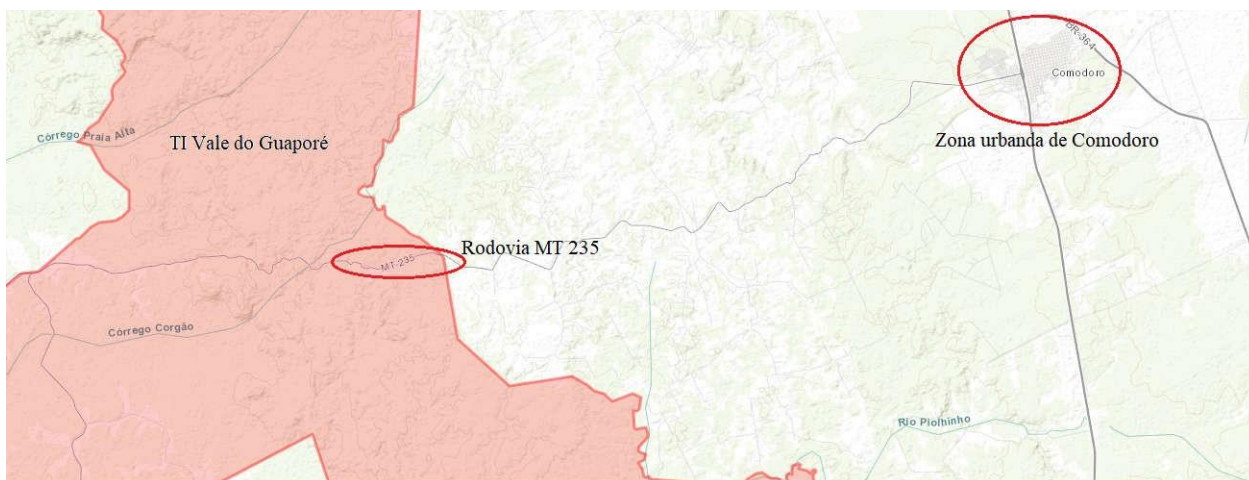 BR-364
Comodoro
Córrego Praia Alta
TI Vale do Guaporé
Zona urbanda de Comodoro
Rodovia MT 235
MT-235
Córrego Corgão
Rio Piolhinho